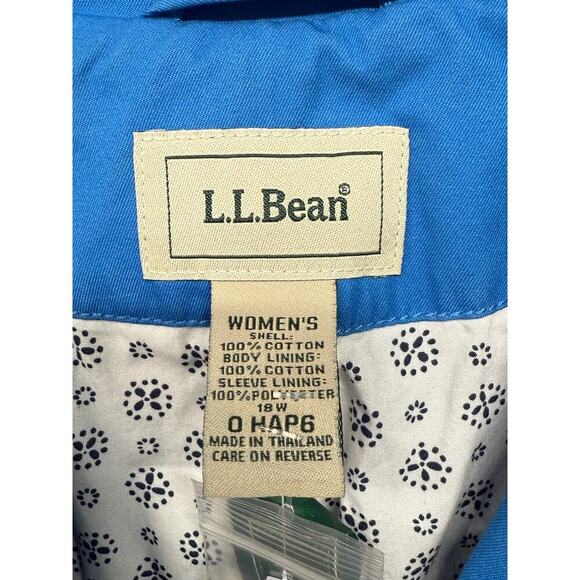 L.L.Bean®
WOMEN'S
SHELL:
100% COTTON
BODY LINING:
100% COTTON
SLEEVE LINING:
100% POLYESTER
18 W
0 HAP6
MADE IN THAILAND
CARE ON REVERSE